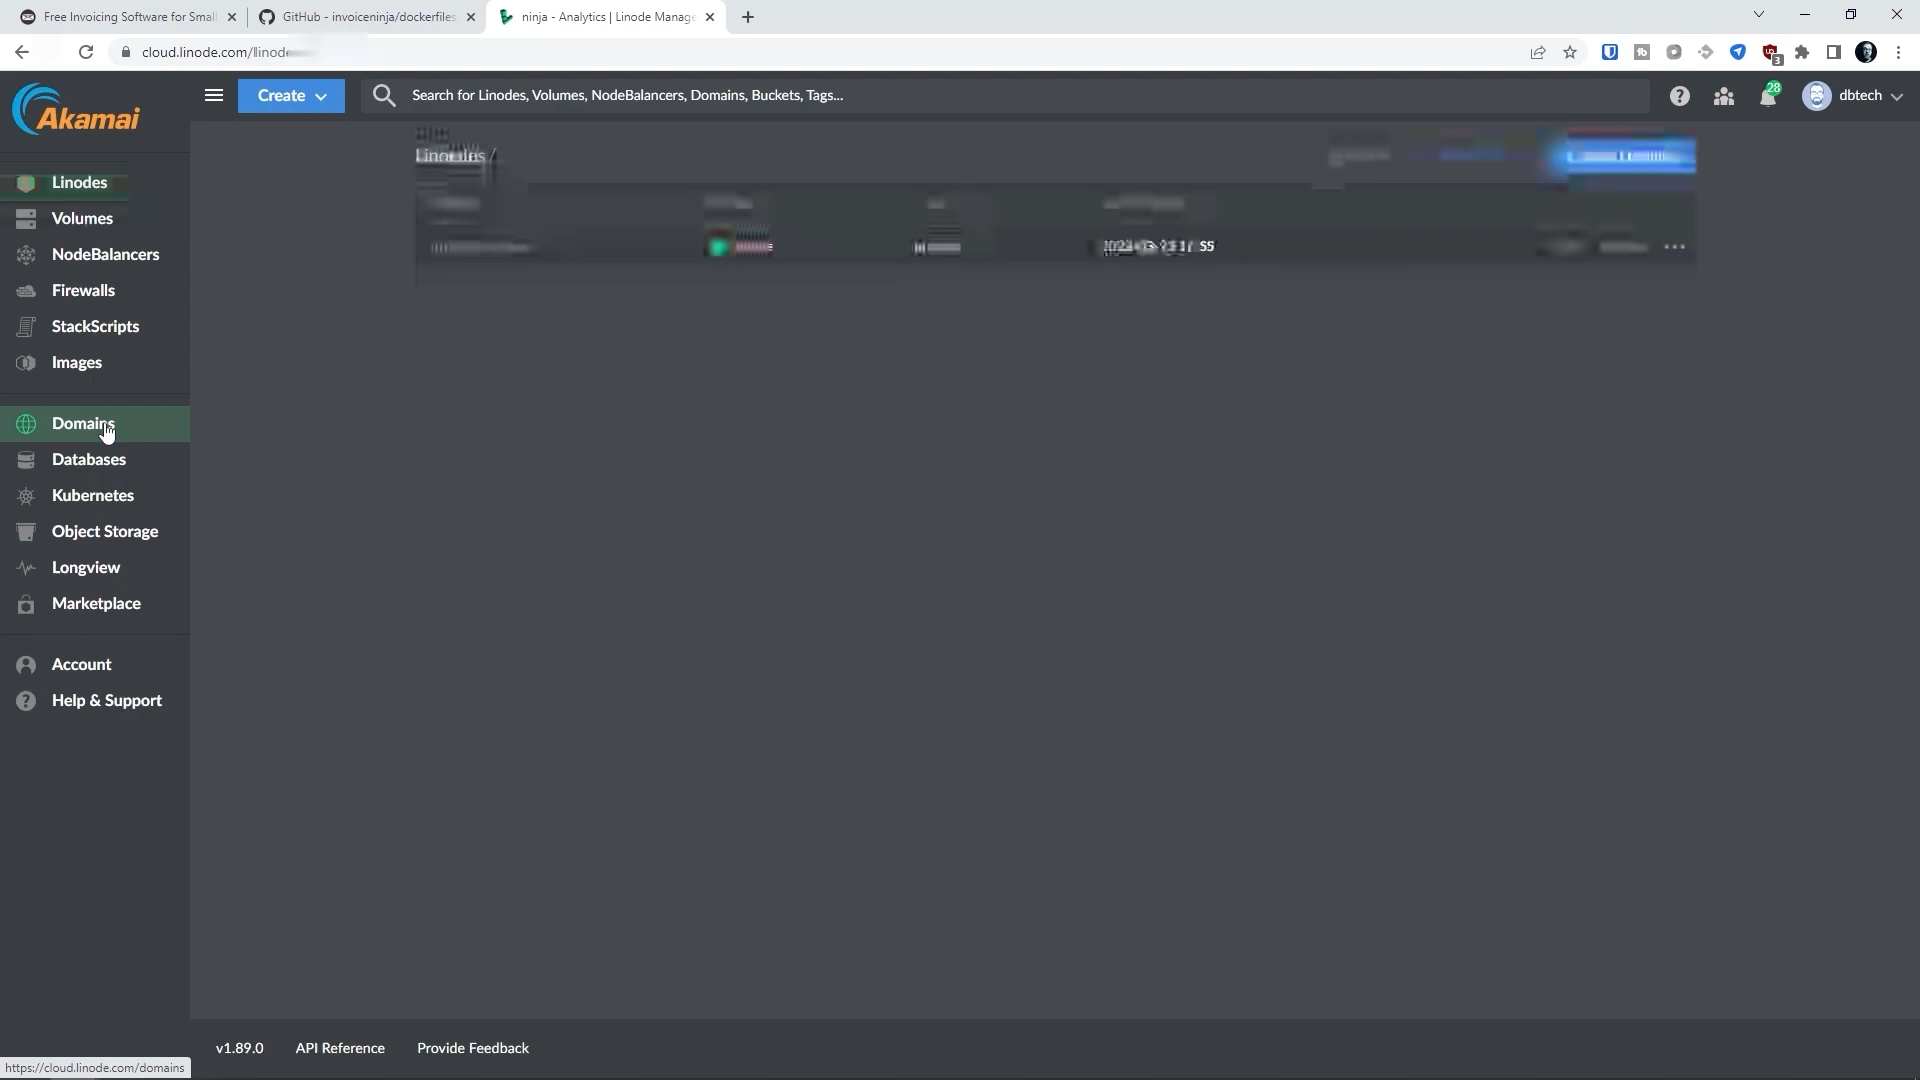 Free Invoicing Software for Small
GitHub - invoiceninja/dockerfiles
ninja - Analytics | Linode Manage
cloud.linode.com/linode
3
Akamai
Create
Search for Linodes, Volumes, NodeBalancers, Domains, Buckets, Tags...
28
dbtech
Linodes
Volumes
NodeBalancers
Firewalls
StackScripts
Images
Domains
Databases
Kubernetes
Object Storage
Longview
Marketplace
Account
Help & Support
/
$5
v1.89.0
API Reference
Provide Feedback
https://cloud.linode.com/domains